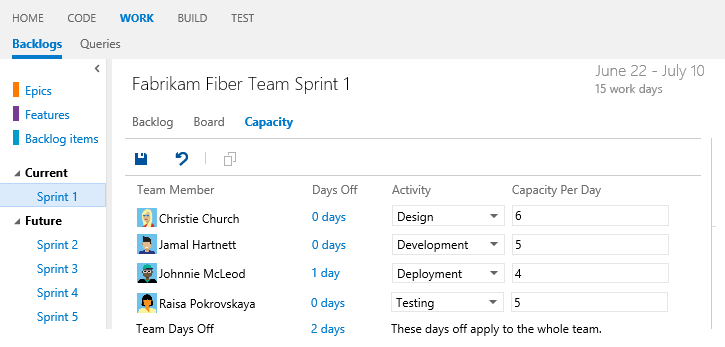 HOME CODE WORK BUILD TEST
Backlogs Queries
Epics
Features
Backlog items
Current
Sprint 1
Future
Sprint 2
Sprint 3
Sprint 4
Sprint 5
Fabrikam Fiber Team Sprint 1
June 22 - July 10
15 work days
Backlog Board Capacity
Team Member Days Off Activity Capacity Per Day
Christie Church 0 days Design 6
Jamal Hartnett 0 days Development 5
Johnnie McLeod 1 day Deployment 4
Raisa Pokrovskaya 0 days Testing 5
Team Days Off 2 days These days off apply to the whole team.